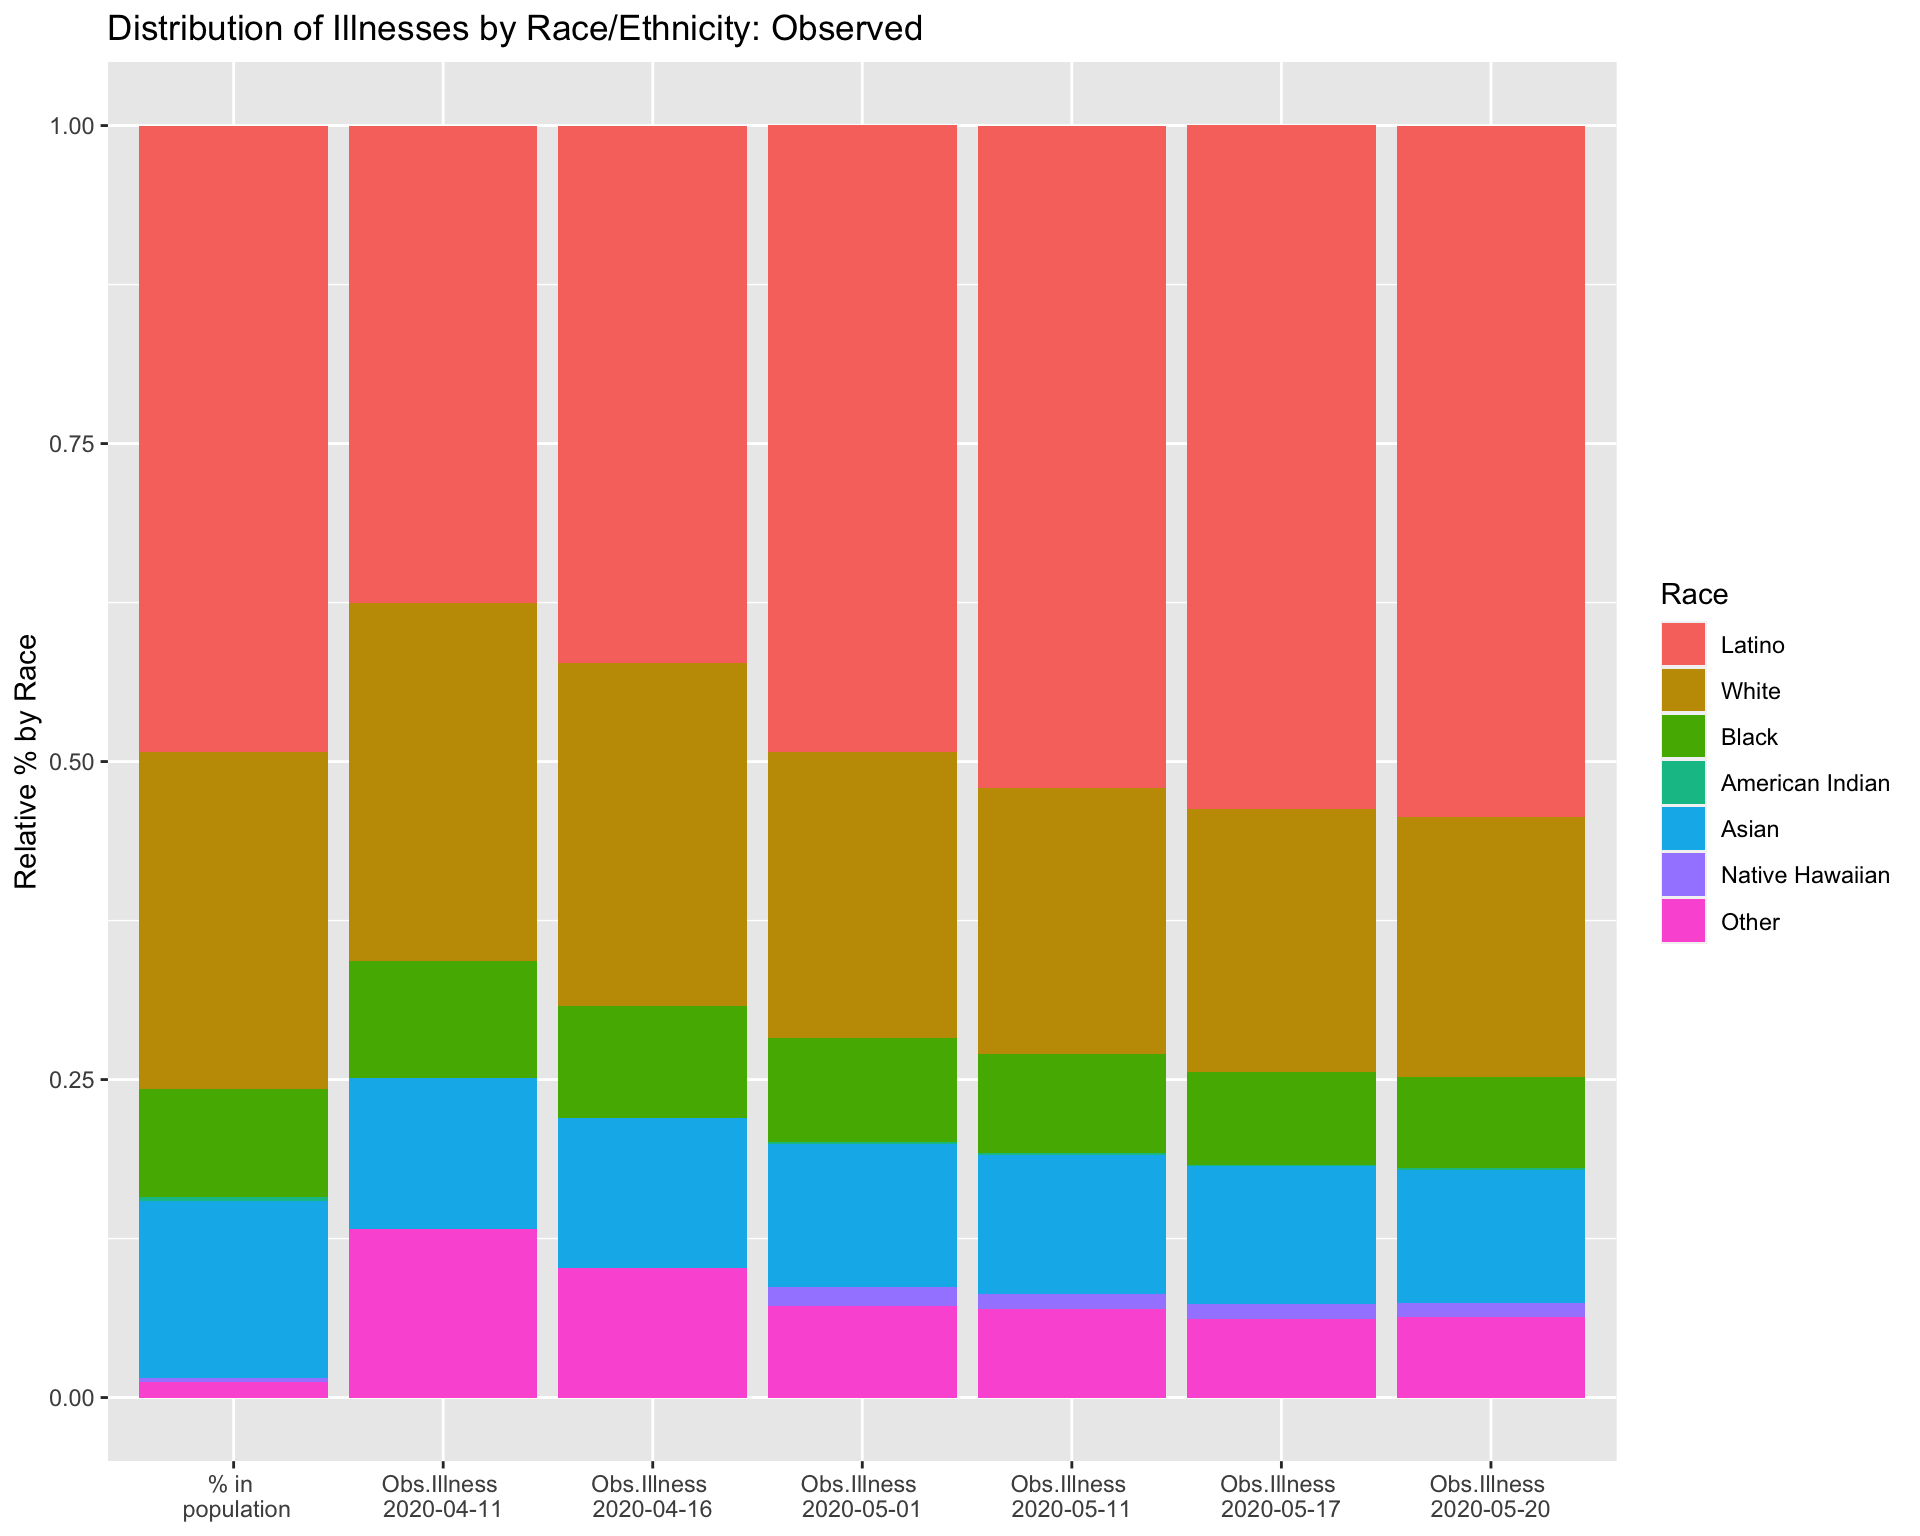 Distribution of Illnesses by Race/Ethnicity: Observed
Relative % by Race
1.00
0.75
0.50
0.25
0.00
% in
population
Obs.Illness
2020-04-11
Obs.Illness
2020-04-16
Obs.Illness
2020-05-01
Obs.Illness
2020-05-11
Obs.Illness
2020-05-17
Obs.Illness
2020-05-20
Race
Latino
White
Black
American Indian
Asian
Native Hawaiian
Other